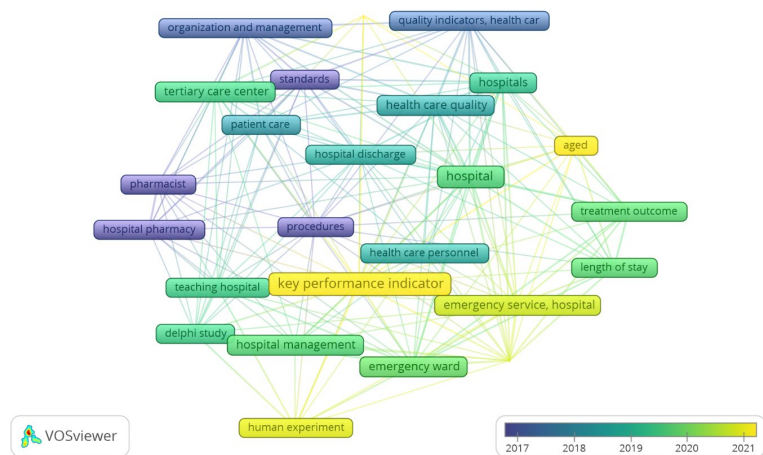 organization and management
quality indicators, health car
standards
hospitals
tertiary care center
health care quality
patient care
aged
hospital discharge
hospital
pharmacist
treatment outcome
hospital pharmacy
procedures
health care personnel
length of stay
teaching hospital
key performance indicator
emergency service, hospital
delphi study
hospital management
emergency ward
human experiment
VOSviewer
2017 2018 2019 2020 2021